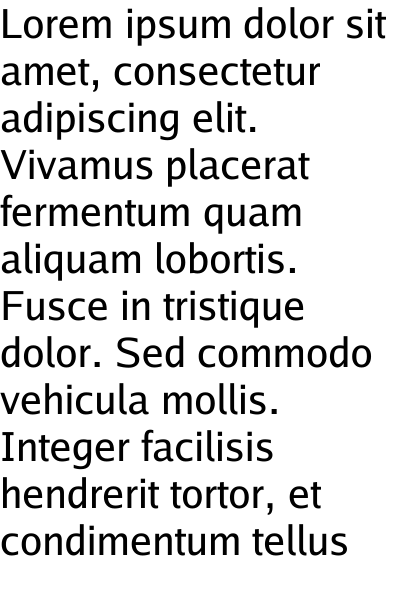 Lorem ipsum dolor sit
amet, consectetur
adipiscing elit.
Vivamus placerat
fermentum quam
aliquam lobortis.
Fusce in tristique
dolor. Sed commodo
vehicula mollis.
Integer facilisis
hendrerit tortor, et
condimentum tellus